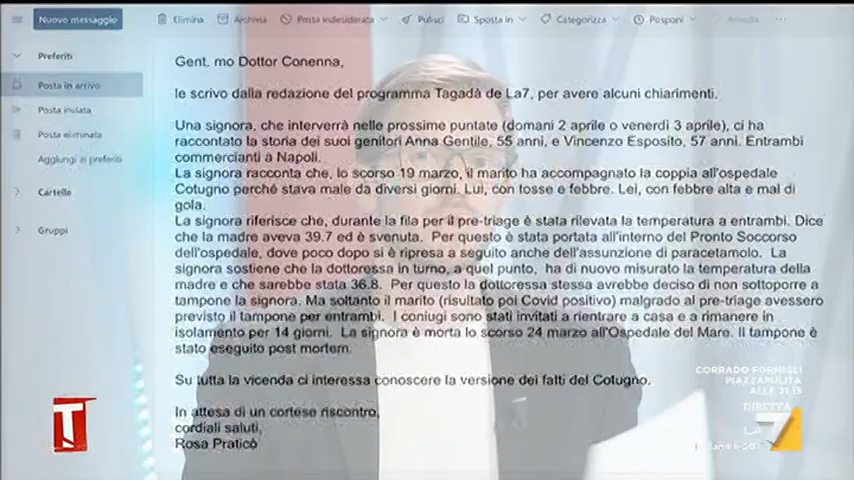 Nuovo messaggio Elimina Archivia Posta indesiderata Pulisci Sposta in Categorizza Posponi Annulla
Preferiti
Posta in arrivo
Posta inviata
Posta eliminata
Aggiungi ai preferiti
Cartelle
Gruppi
Gent. mo Dottor Conenna,
le scrivo dalla redazione del programma Tagadà de La7, per avere alcuni chiarimenti.
Una signora, che interverrà nelle prossime puntate (domani 2 aprile o venerdì 3 aprile), ci ha
raccontato la storia dei suoi genitori Anna Gentile, 55 anni, e Vincenzo Esposito, 57 anni. Entrambi
commercianti a Napoli.
La signora racconta che, lo scorso 19 marzo, il marito ha accompagnato la coppia all'ospedale
Cotugno perché stava male da diversi giorni. Lui, con tosse e febbre. Lei, con febbre alta e mal di
gola.
La signora riferisce che, durante la fila per il pre-triage è stata rilevata la temperatura a entrambi. Dice
che la madre aveva 39.7 ed è svenuta. Per questo è stata portata all'interno del Pronto Soccorso
dell'ospedale, dove poco dopo si è ripresa a seguito anche dell'assunzione di paracetamolo. La
signora sostiene che la dottoressa in turno, a quel punto, ha di nuovo misurato la temperatura della
madre e che sarebbe stata 36.8. Per questo la dottoressa stessa avrebbe deciso di non sottoporre a
tampone la signora. Ma soltanto il marito (risultato poi Covid positivo) malgrado al pre-triage avessero
previsto il tampone per entrambi. I coniugi sono stati invitati a rientrare a casa e a rimanere in
isolamento per 14 giorni. La signora è morta lo scorso 24 marzo all'Ospedale del Mare. Il tampone è
stato eseguito post mortem.
Su tutta la vicenda ci interessa conoscere la versione dei fatti del Cotugno.
In attesa di un cortese riscontro,
cordiali saluti,
Rosa Praticò
CORRADO FORMIGLI
PIAZZAPULITA
ALLE 21.15
DIRETTA
LA 7
T